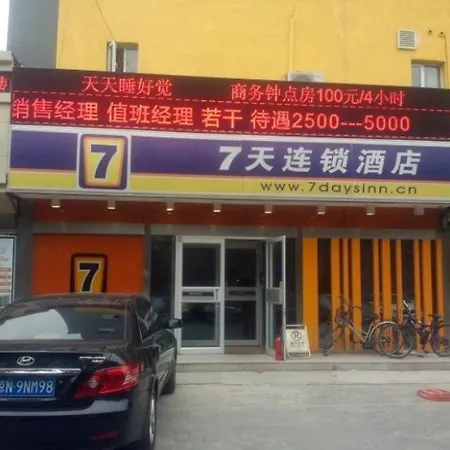 天天睡好觉 商务钟点房100元/4小时
销售经理 值班经理 若干 待遇2500---5000
7
7天连锁酒店
www.7daysinn.cn
7
N 9NM98